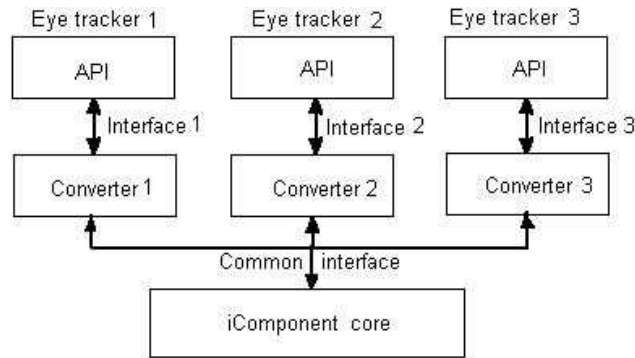 Eye tracker 1
Eye tracker 2
Eye tracker 3
API
API
API
Interface 1
Interface 2
Interface 3
Converter 1
Converter 2
Converter 3
Common interface
iComponent core